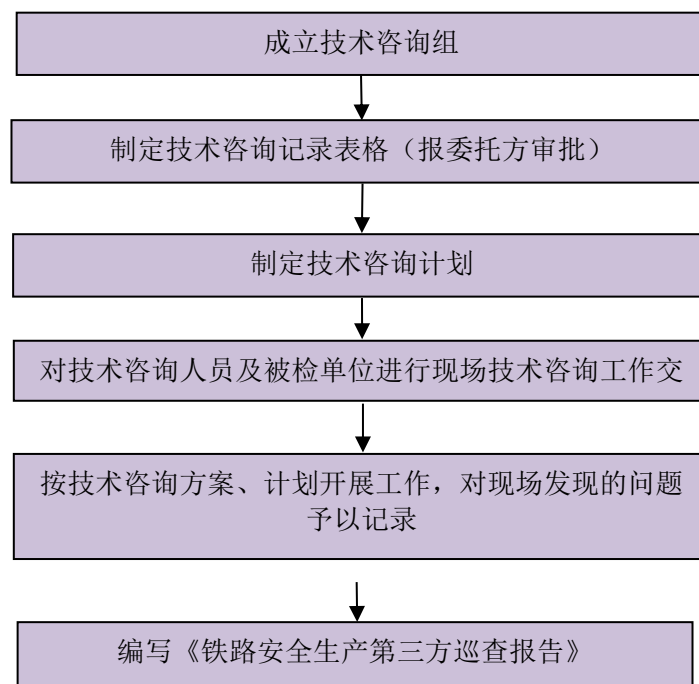 成立技术咨询组
制定技术咨询记录表格（报委托方审批）
制定技术咨询计划
对技术咨询人员及被检单位进行现场技术咨询工作交
按技术咨询方案、计划开展工作，对现场发现的问题
予以记录
编写《铁路安全生产第三方巡查报告》